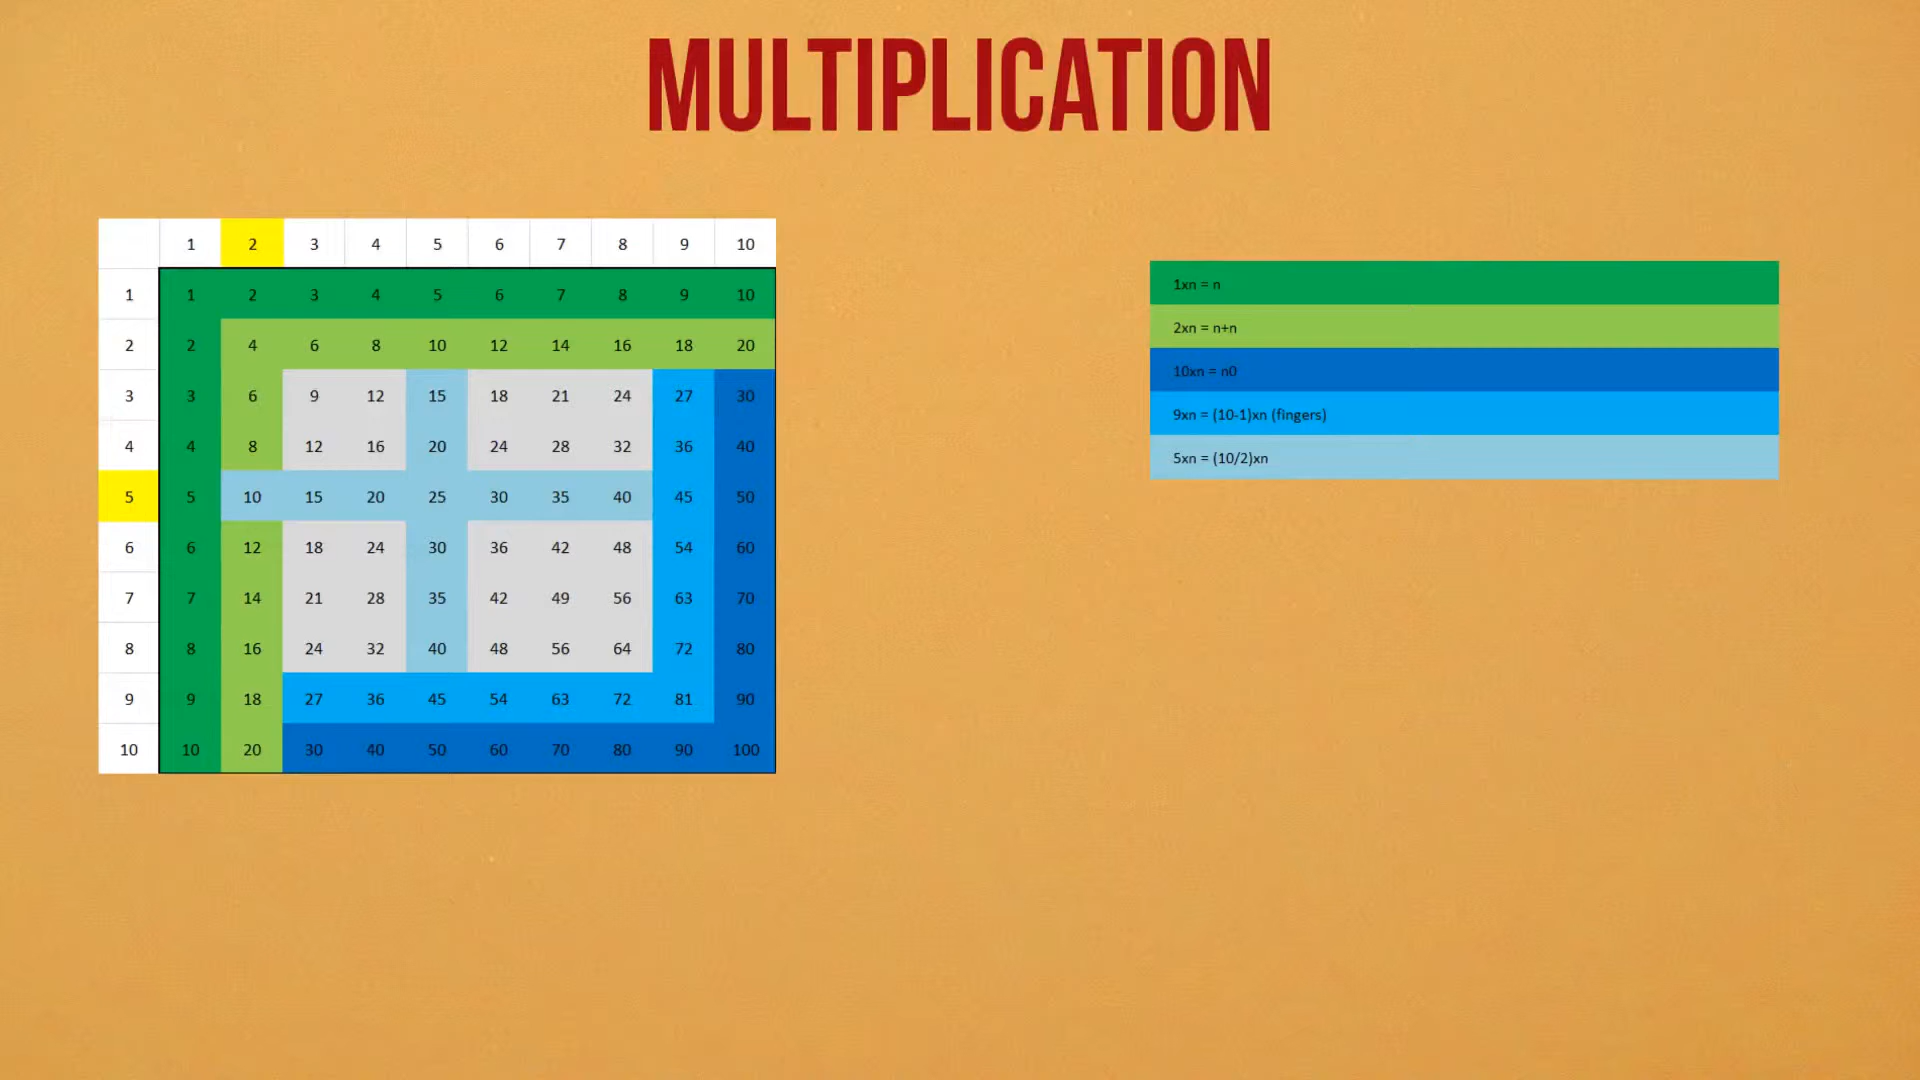 MULTIPLICATION
1 2 3 4 5 6 7 8 9 10
1 1 2 3 4 5 6 7 8 9 10
2 2 4 6 8 10 12 14 16 18 20
3 3 6 9 12 15 18 21 24 27 30
4 4 8 12 16 20 24 28 32 36 40
5 5 10 15 20 25 30 35 40 45 50
6 6 12 18 24 30 36 42 48 54 60
7 7 14 21 28 35 42 49 56 63 70
8 8 16 24 32 40 48 56 64 72 80
9 9 18 27 36 45 54 63 72 81 90
10 10 20 30 40 50 60 70 80 90 100
1xn = n
2xn = n+n
10xn = n0
9xn = (10-1)xn (fingers)
5xn = (10/2)xn